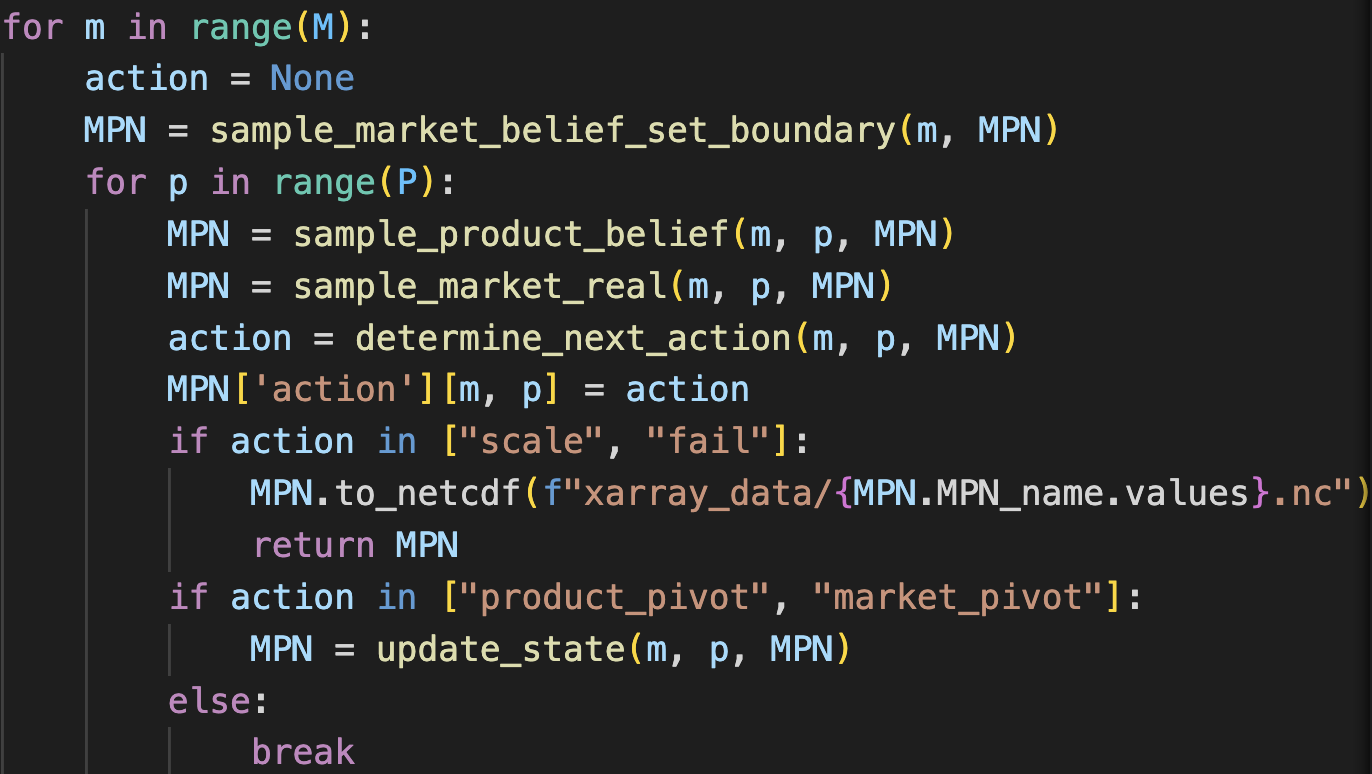 for m in range(M):
    action = None
    MPN = sample_market_belief_set_boundary(m, MPN)
    for p in range(P):
        MPN = sample_product_belief(m, p, MPN)
        MPN = sample_market_real(m, p, MPN)
        action = determine_next_action(m, p, MPN)
        MPN['action'][m, p] = action
        if action in ["scale", "fail"]:
            MPN.to_netcdf(f"xarray_data/{MPN.MPN_name.values}.nc")
            return MPN
        if action in ["product_pivot", "market_pivot"]:
            MPN = update_state(m, p, MPN)
        else:
            break